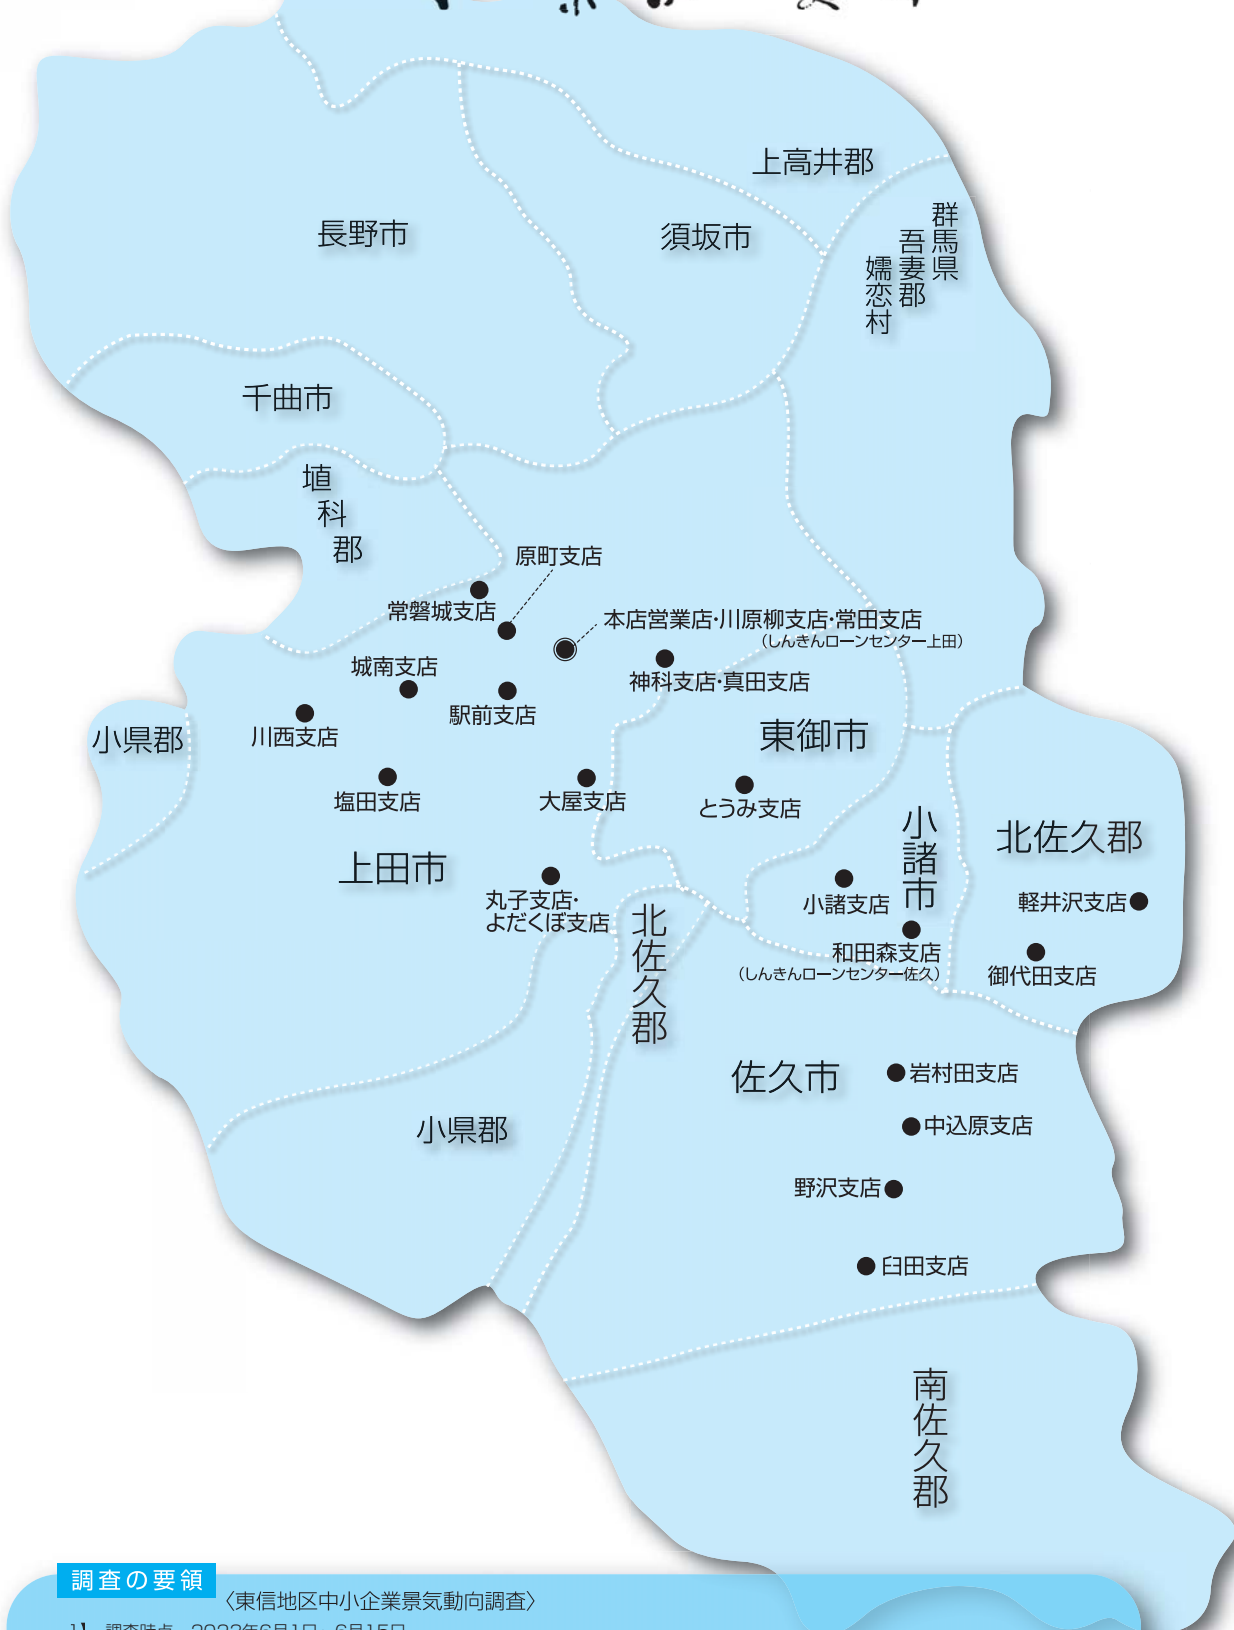 上高井郡
長野市
須坂市
群馬県
吾妻郡
嬬恋村
千曲市
埴科郡
原町支店
常磐城支店
本店営業店・川原柳支店・常田支店
（しんきんローンセンター上田）
城南支店
神科支店・真田支店
駅前支店
川西支店
小県郡
東御市
塩田支店
大屋支店
とうみ支店
小諸市
北佐久郡
上田市
丸子支店・
よだくぼ支店
小諸支店
軽井沢支店
北佐久郡
和田森支店
（しんきんローンセンター佐久）
御代田支店
佐久市
岩村田支店
中込原支店
小県郡
野沢支店
臼田支店
南佐久郡
調査の要領
〈東信地区中小企業景気動向調査〉